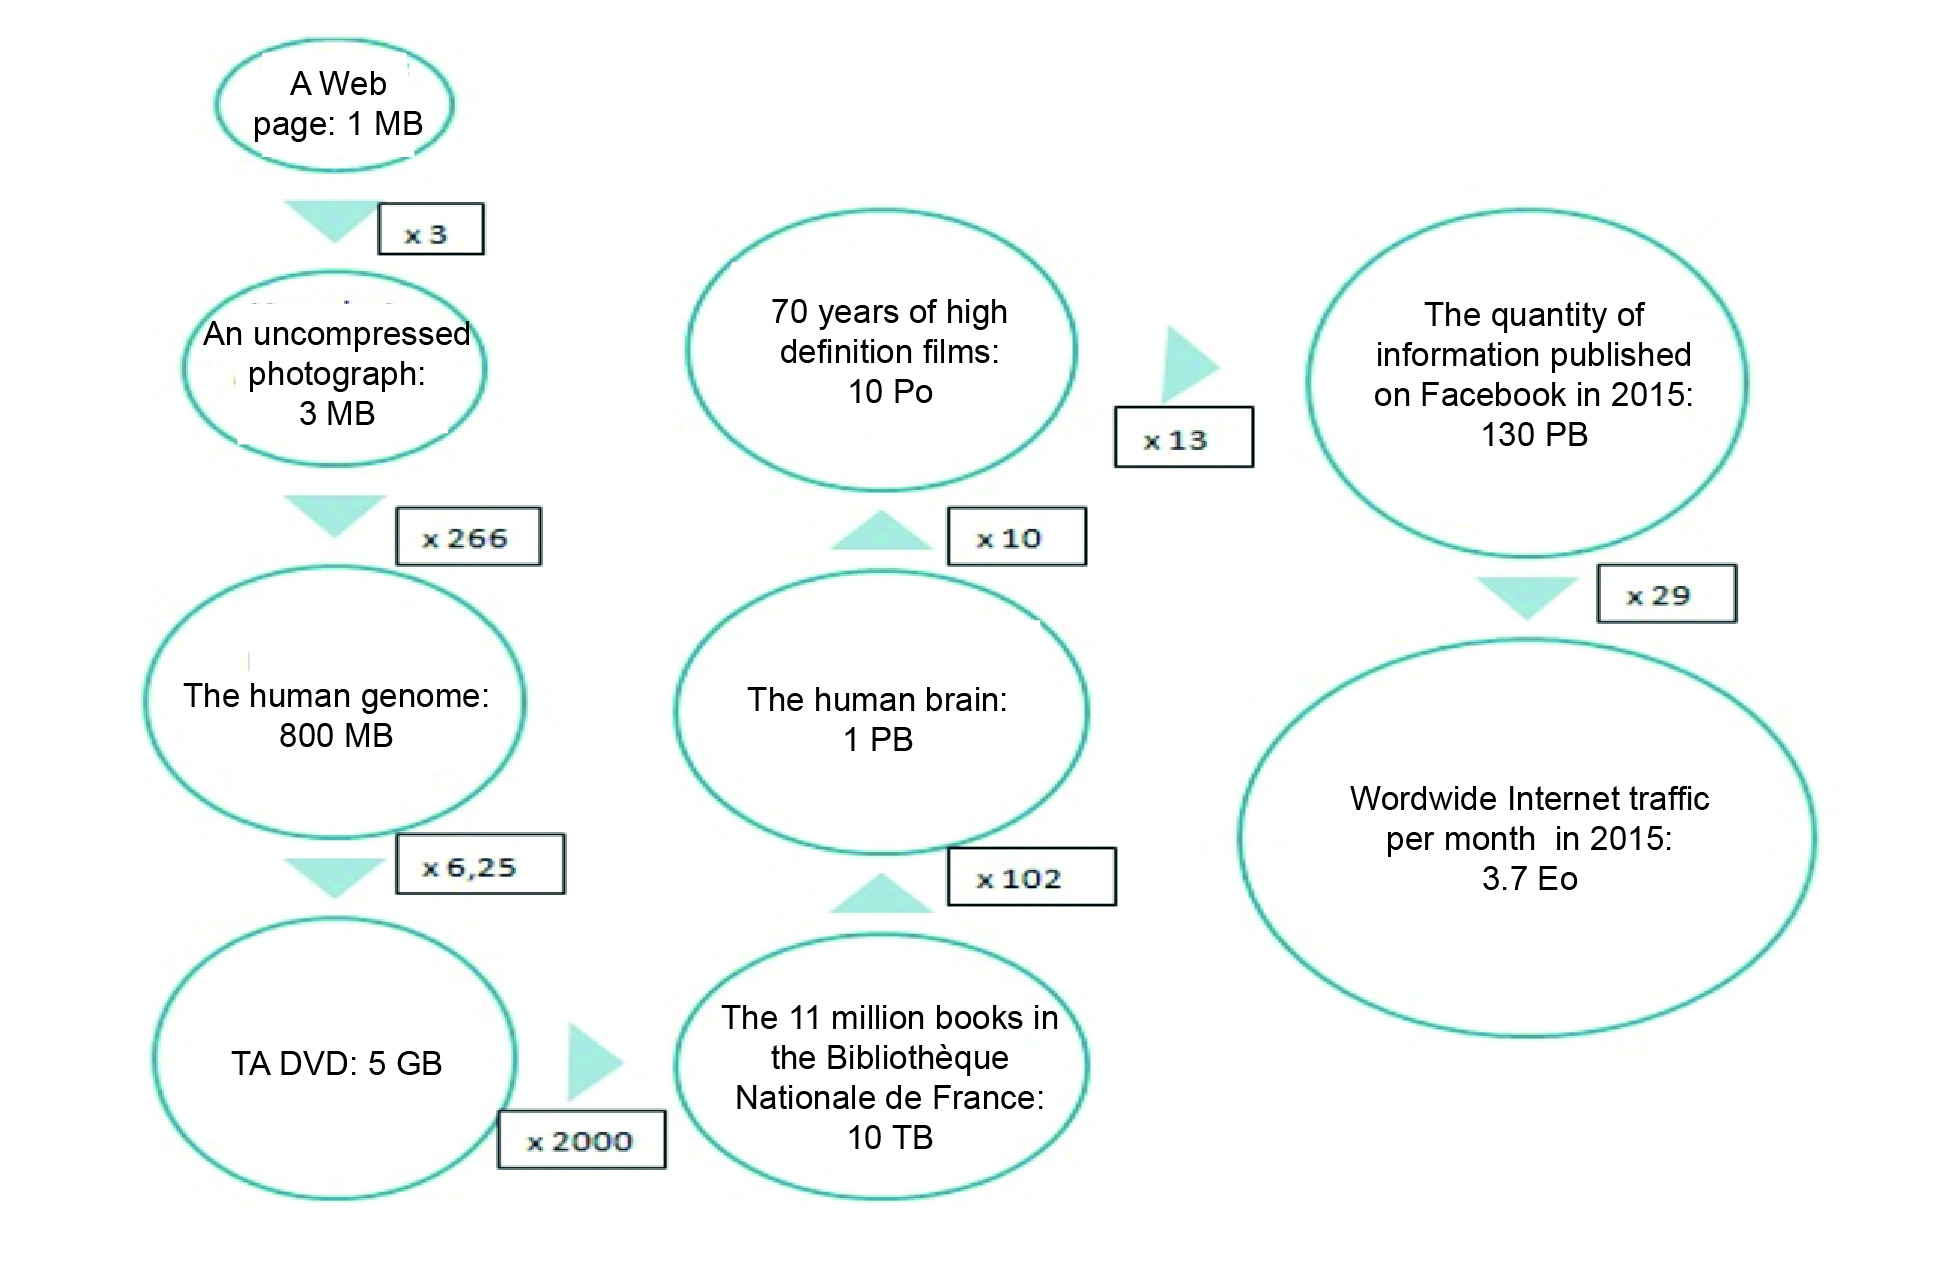 A Web
page: 1 MB
x 3
An uncompressed
photograph:
3 MB
x 266
The human genome:
800 MB
x 6,25
TA DVD: 5 GB
x 2000
The 11 million books in
the Bibliothèque
Nationale de France:
10 TB
x 102
The human brain:
1 PB
x 10
70 years of high
definition films:
10 Po
x 13
The quantity of
information published
on Facebook in 2015:
130 PB
x 29
Wordwide Internet traffic
per month  in 2015:
3.7 Eo